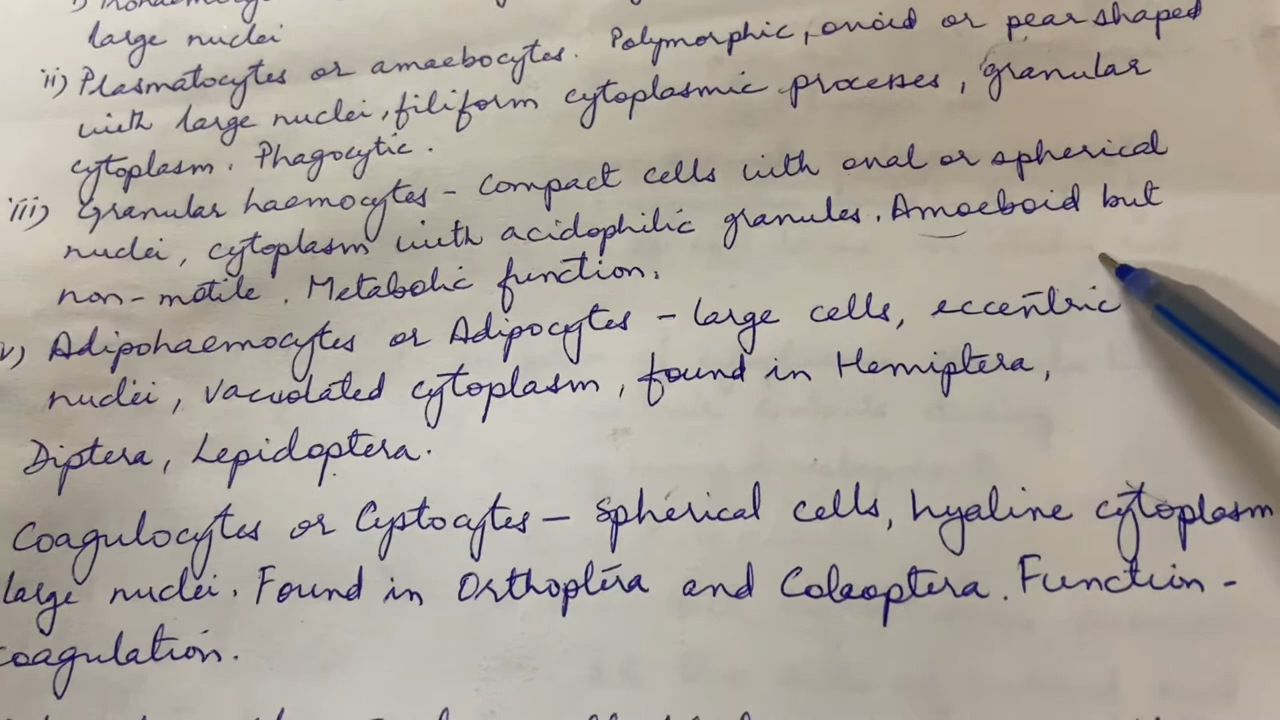 large nuclei
ii) Plasmatocytes or amaebocytes. Polymorphic, ovoid or pear shaped
with large nuclei, filiform cytoplasmic processes, granular
cytoplasm. Phagocytic.
iii) Granular haemocytes - Compact cells with oval or spherical
nuclei, cytoplasm with acidophilic granules. Amoeboid but
non-motile. Metabolic function.
v) Adipohaemocytes or Adipocytes - large cells, eccentric
nuclei, vacuolated cytoplasm, found in Hemiptera,
Diptera, Lepidoptera.
Coagulocytes or Cystocytes - Spherical cells, hyaline cytoplasm
large nuclei. Found in Orthoptera and Coleoptera. Function -
coagulation.